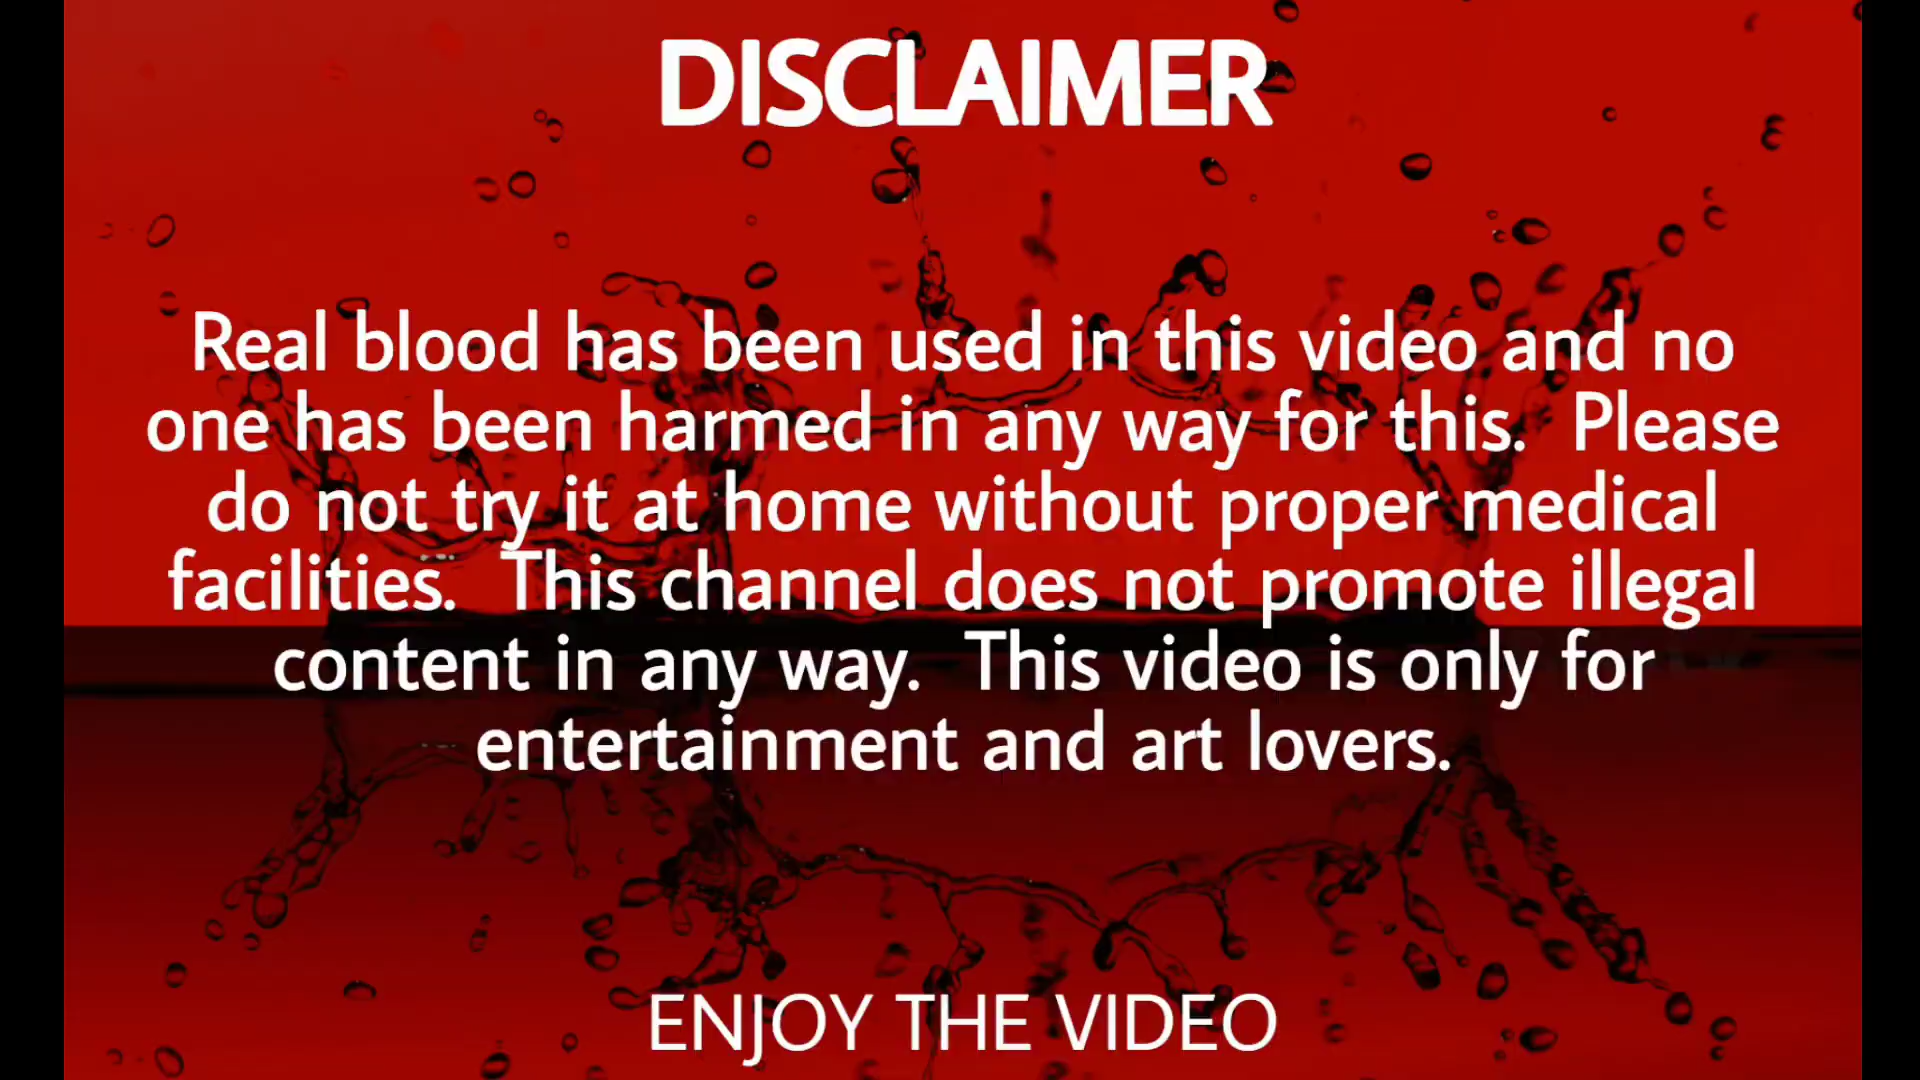 DISCLAIMER
Real blood has been used in this video and no
one has been harmed in any way for this. Please
do not try it at home without proper medical
facilities. This channel does not promote illegal
content in any way. This video is only for
entertainment and art lovers.
ENJOY THE VIDEO